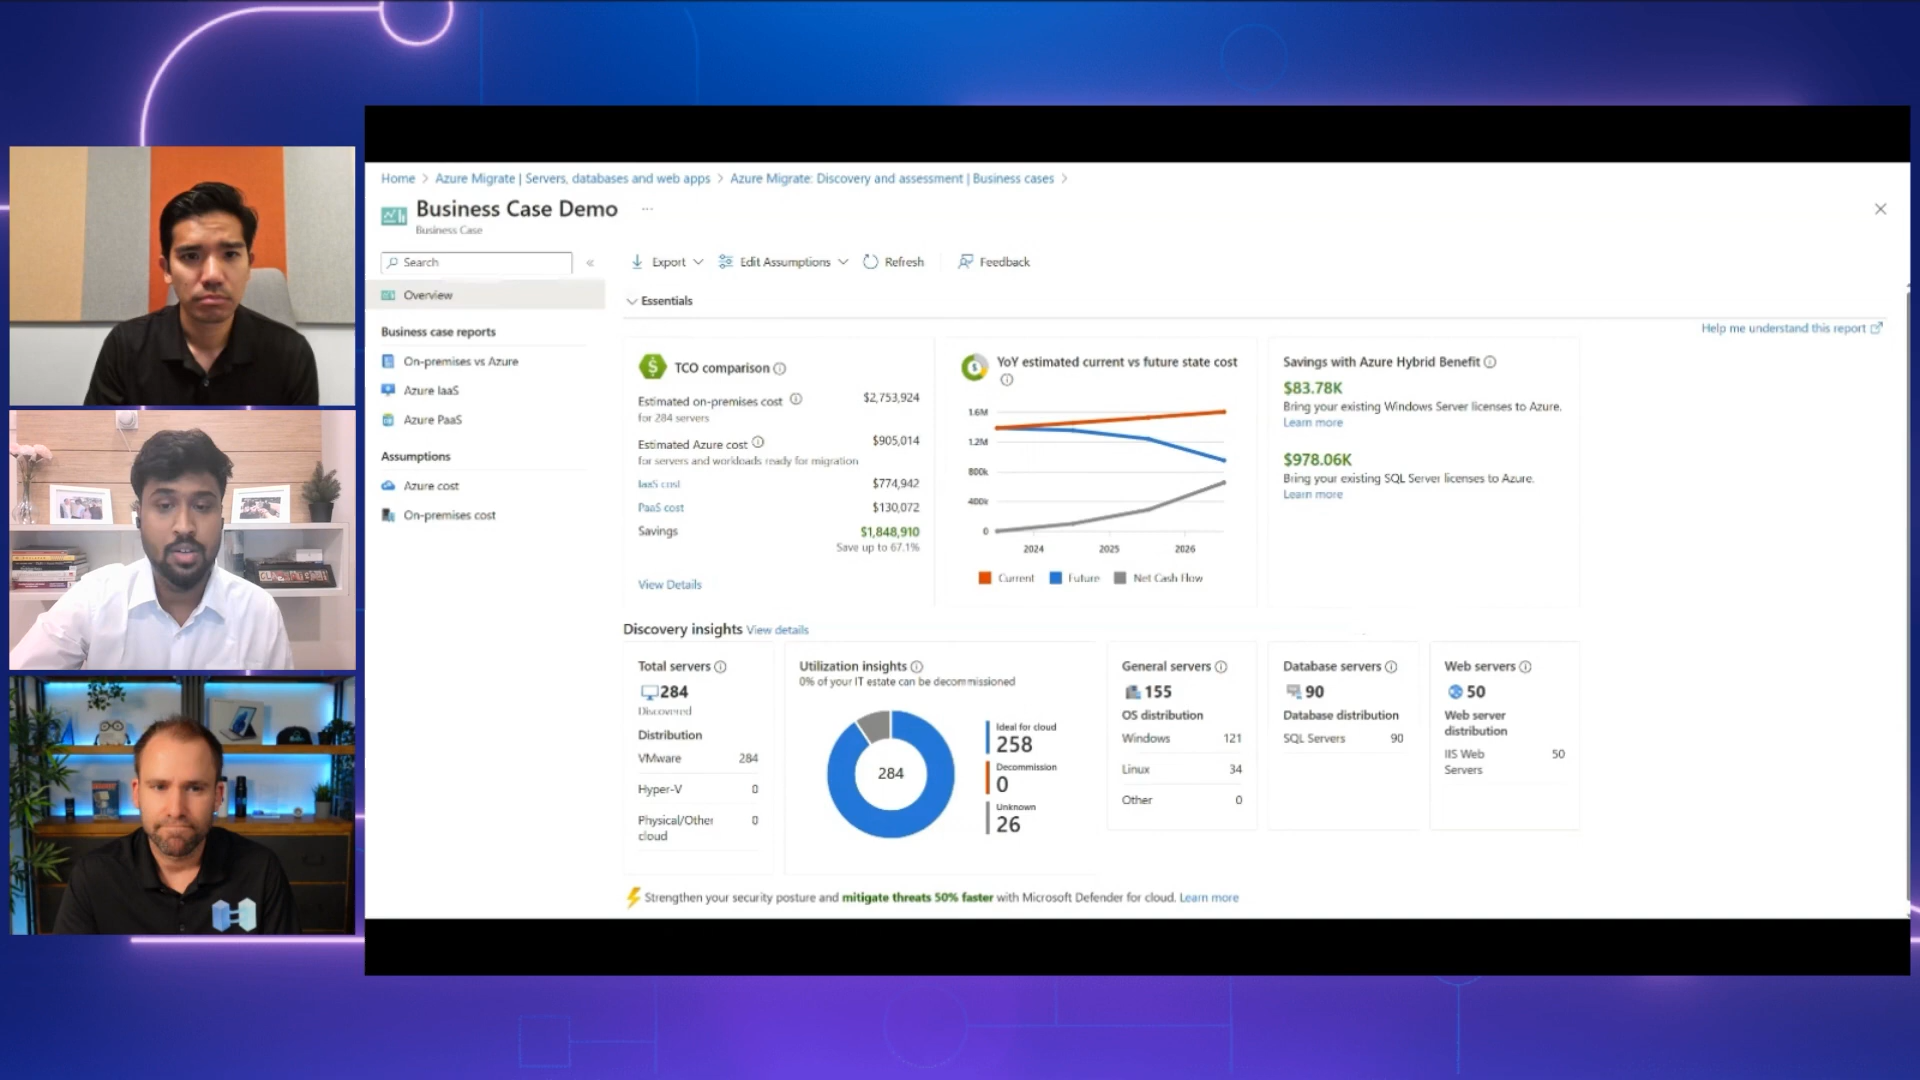 Home > Azure Migrate | Servers, databases and web apps > Azure Migrate: Discovery and assessment | Business cases >
Business Case Demo ...
Business Case
Search
«
Overview
Business case reports
On-premises vs Azure
Azure IaaS
Azure PaaS
Assumptions
Azure cost
On-premises cost
Export
Edit Assumptions
Refresh
Feedback
Essentials
Help me understand this report
TCO comparison
Estimated on-premises cost $2,753,924
for 284 servers
Estimated Azure cost $905,014
for servers and workloads ready for migration
IaaS cost $774,942
PaaS cost $130,072
Savings $1,848,910
Save up to 67.1%
View Details
YoY estimated current vs future state cost
1.6M
1.2M
800k
400k
0
2024 2025 2026
Current Future Net Cash Flow
Savings with Azure Hybrid Benefit
$83.78K
Bring your existing Windows Server licenses to Azure.
Learn more
$978.06K
Bring your existing SQL Server licenses to Azure.
Learn more
Discovery insights View details
Total servers
284
Discovered
Distribution
VMware 284
Hyper-V 0
Physical/Other 0
cloud
Utilization insights
0% of your IT estate can be decommissioned
284
Ideal for cloud
258
Decommission
0
Unknown
26
General servers
155
OS distribution
Windows 121
Linux 34
Other 0
Database servers
90
Database distribution
SQL Servers 90
Web servers
50
Web server
distribution
IIS Web 50
Servers
Strengthen your security posture and mitigate threats 50% faster with Microsoft Defender for cloud. Learn more